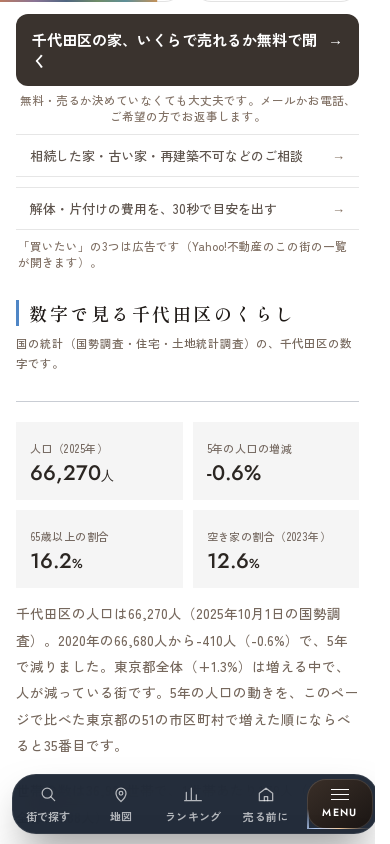 千代田区の家、いくらで売れるか無料で聞 →
く
無料・売るか決めていなくても大丈夫です。メールかお電話、
ご希望の方でお返事します。
相続した家・古い家・再建築不可などのご相談 →
解体・片付けの費用を、30秒で目安を出す →
「買いたい」の3つは広告です（Yahoo!不動産のこの街の一覧
が開きます）。
数字で見る千代田区のくらし
国の統計（国勢調査・住宅・土地統計調査）の、千代田区の数
字です。
人口（2025年）
66,270人
5年の人口の増減
-0.6%
65歳以上の割合
16.2%
空き家の割合（2023年）
12.6%
千代田区の人口は66,270人（2025年10月1日の国勢調
査）。2020年の66,680人から-410人（-0.6%）で、5年
で減りました。東京都全体（+1.3%）は増える中で、
人が減っている街です。5年の人口の動きを、このペー
ジで比べた東京都の51の市区町村で増えた順にならべ
ると35番目です。
街で探す
地図
ランキング
売る前に
MENU